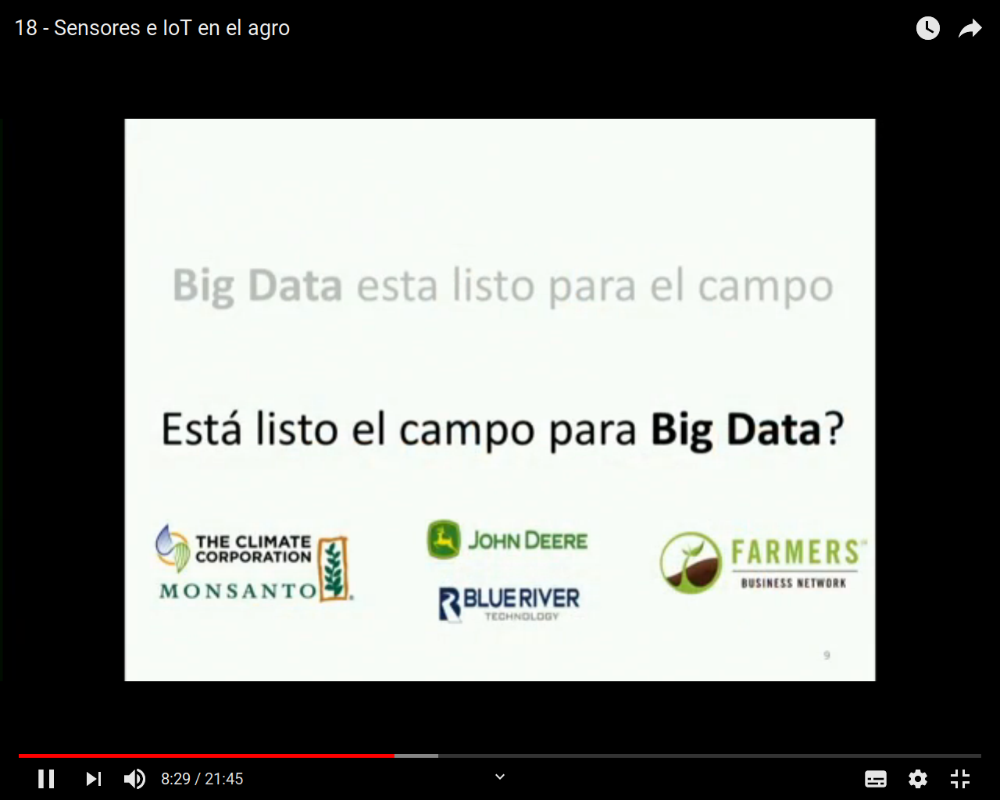 18 - Sensores e IoT en el agro
Big Data esta listo para el campo
Está listo el campo para Big Data?
THE CLIMATE
CORPORATION
MONSANTO
JOHN DEERE
BLUE RIVER
TECHNOLOGY
FARMERS
BUSINESS NETWORK
9
8:29 / 21:45